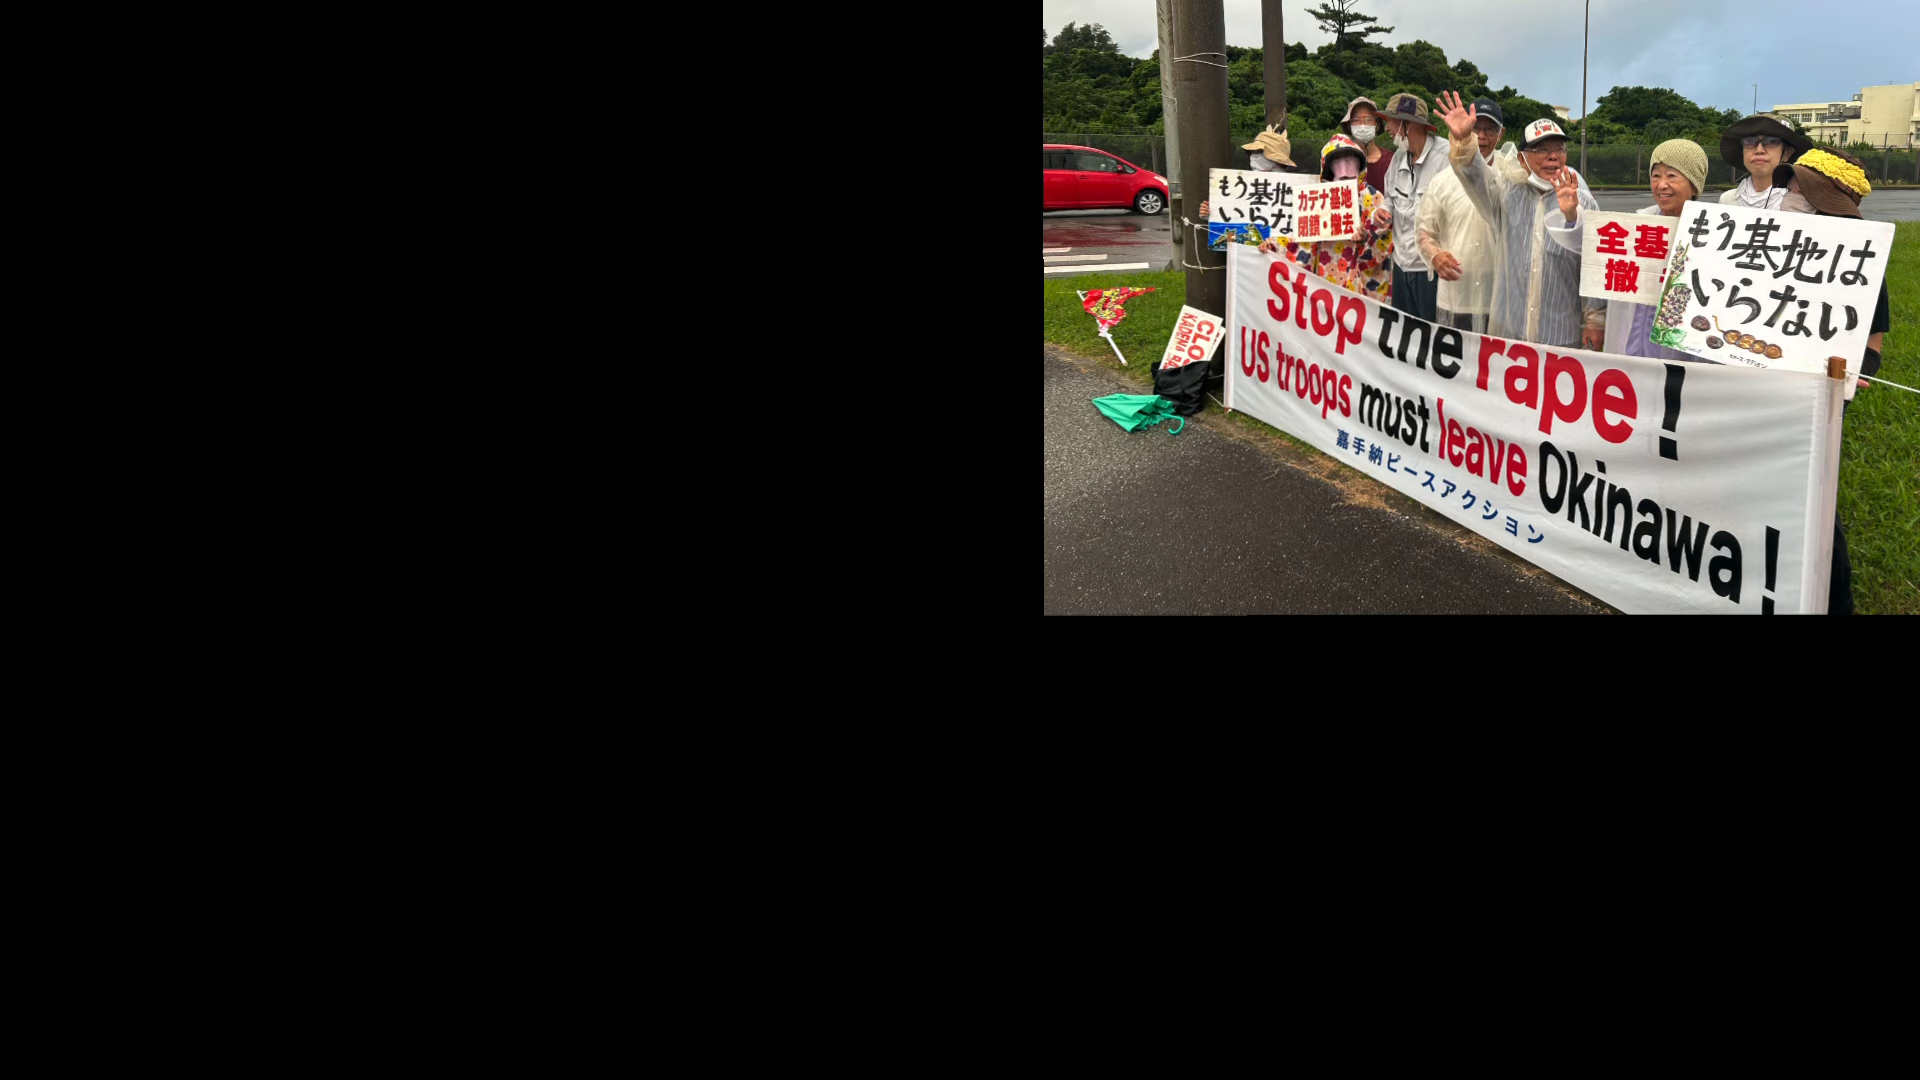 もう基地
いらな
カデナ基地
閉鎖・撤去
全基
撤
もう基地は
いらない
CLO
KADENA BA
Stop the rape!
US troops must leave Okinawa!
嘉手納ピースアクション